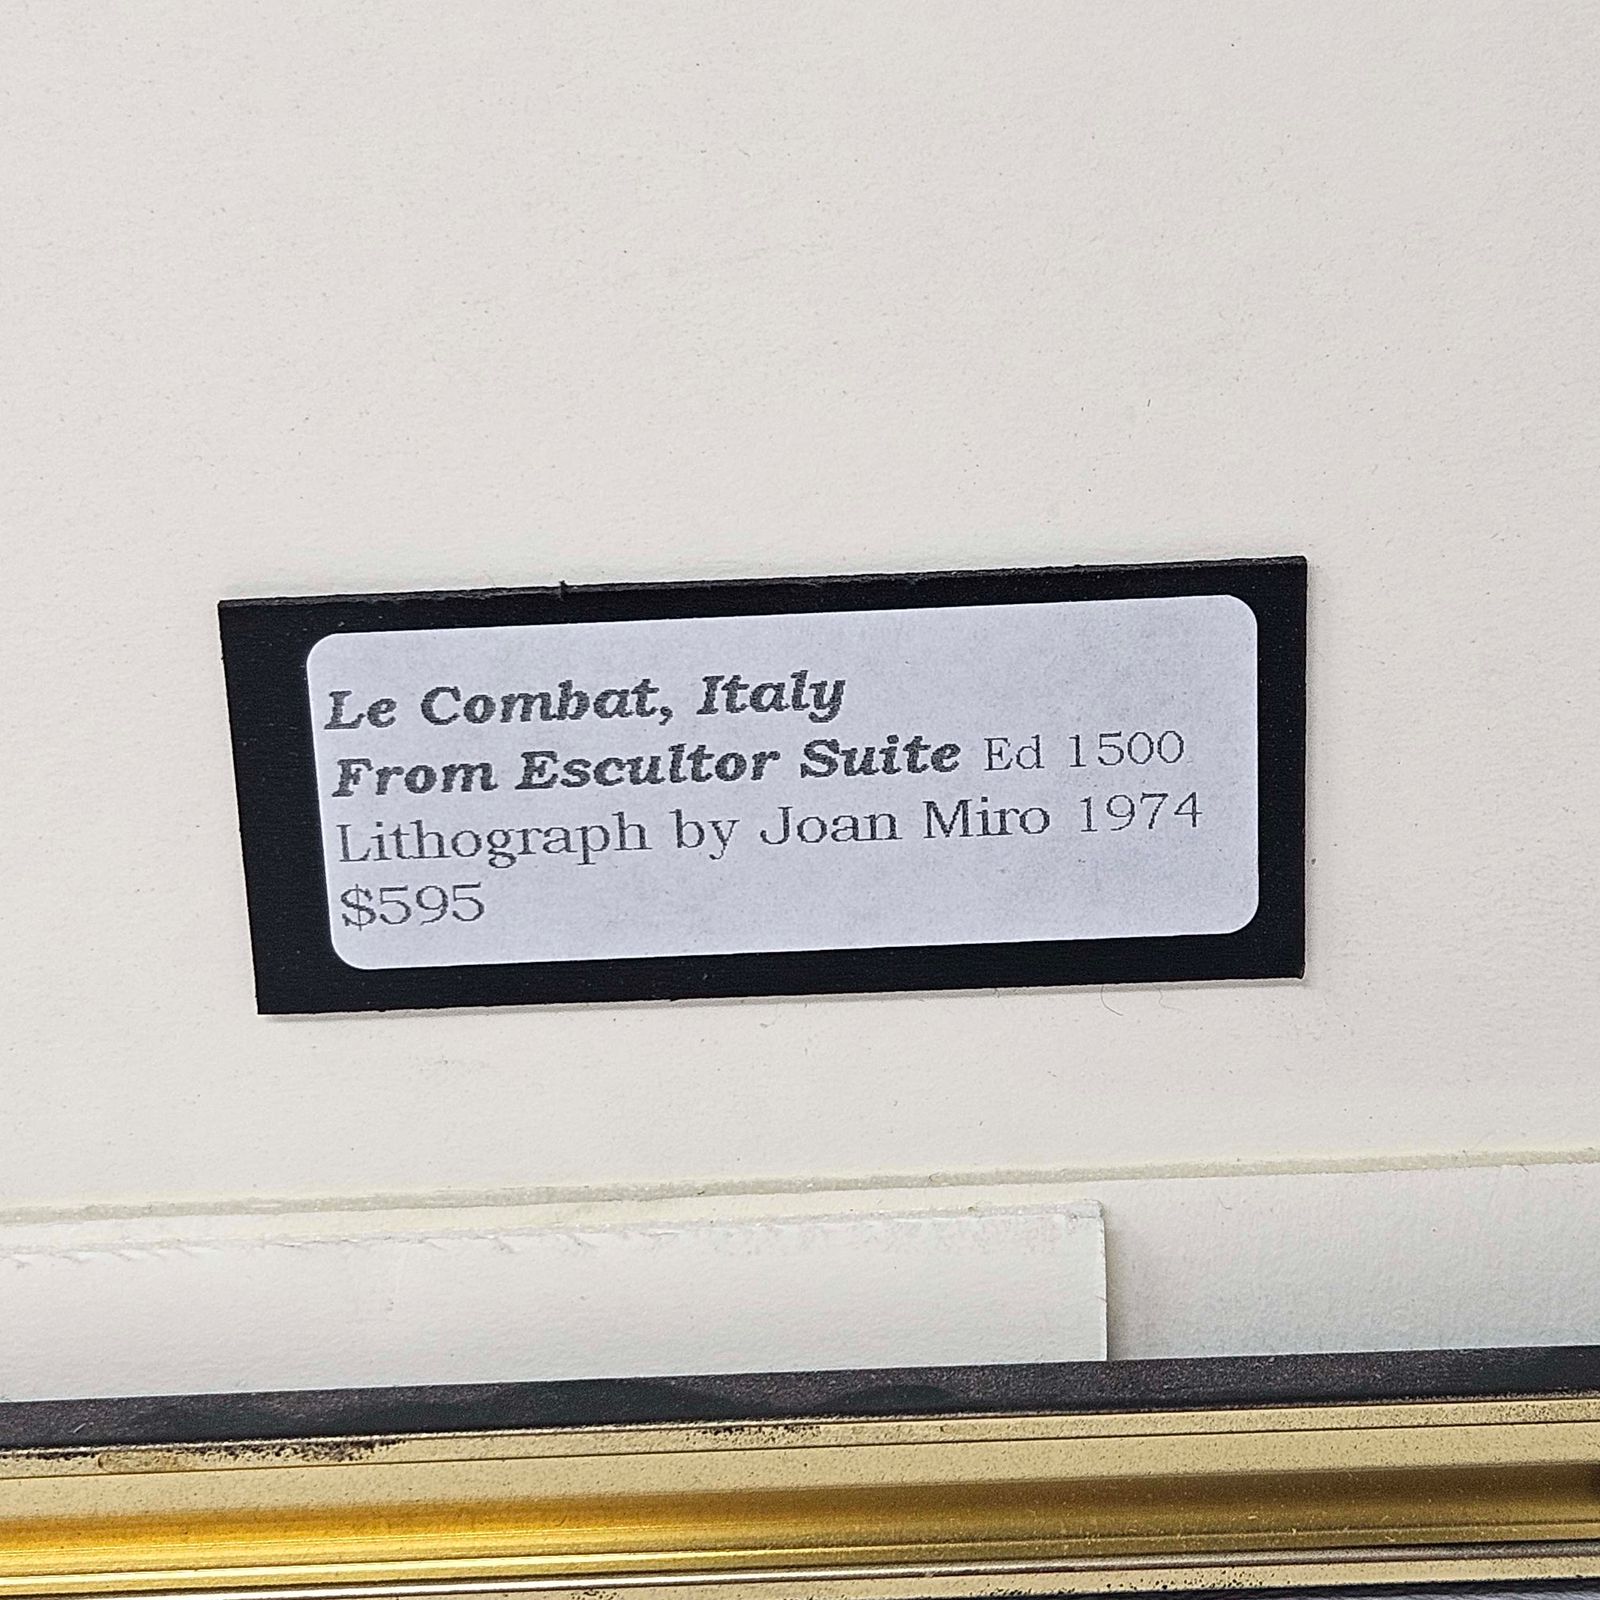 Le Combat, Italy
From Escultor Suite Ed 1500
Lithograph by Joan Miro 1974
$595